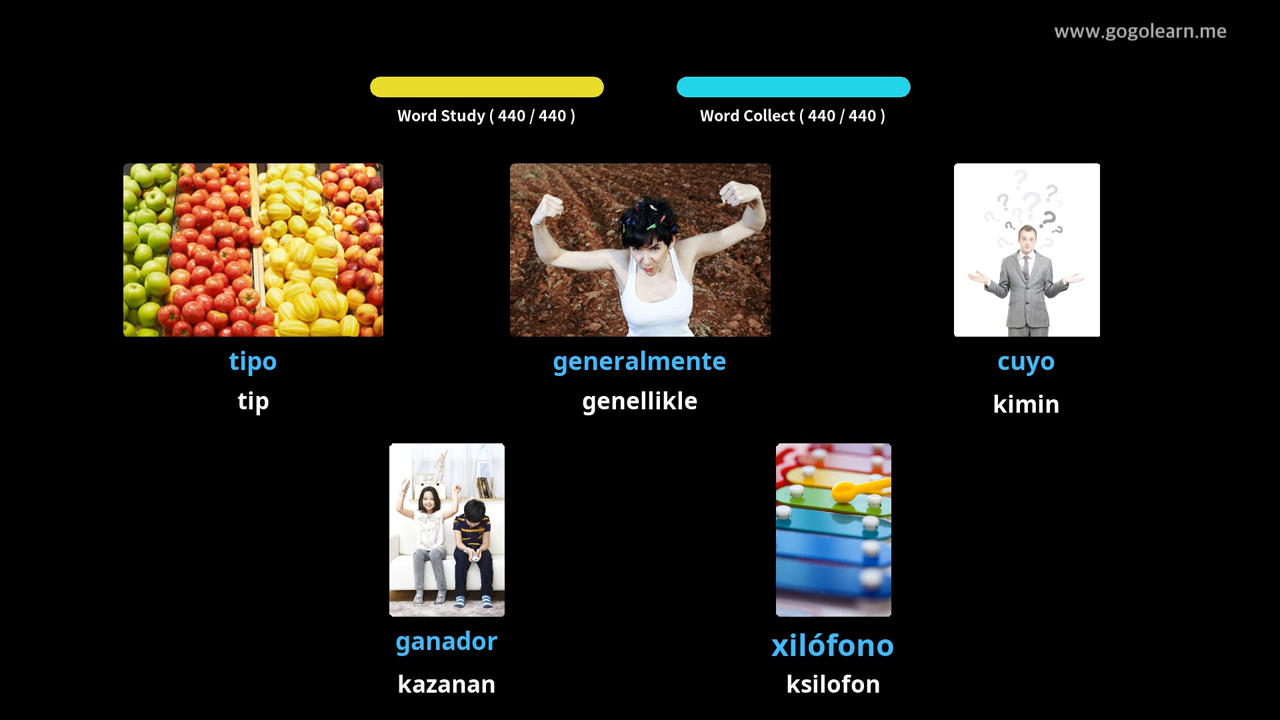 www.gogolearn.me
Word Study ( 440 / 440 )
Word Collect ( 440 / 440 )
tipo
tip
generalmente
genellikle
cuyo
kimin
ganador
kazanan
xilófono
ksilofon